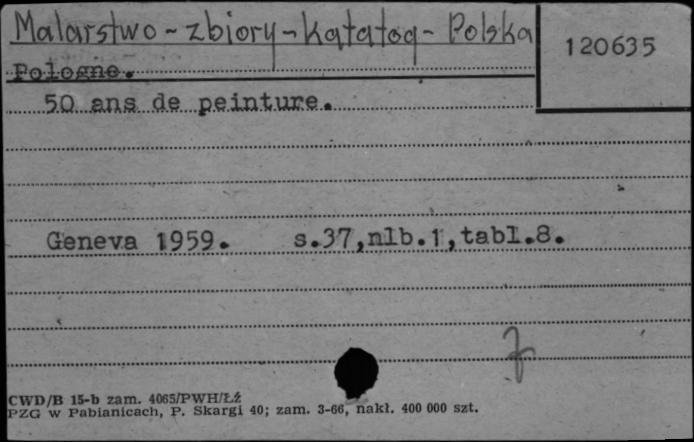 Malarstwo - zbiory - katalog - Polska
120635
Pologne.
50 ans de peinture.
Geneva 1959. s.37,nlb.1,tabl.8.
CWD/B 15-b zam. 4065/PWH/Łź
PZG w Pabianicach, P. Skargi 40; zam. 3-66, nakł. 400 000 szt.